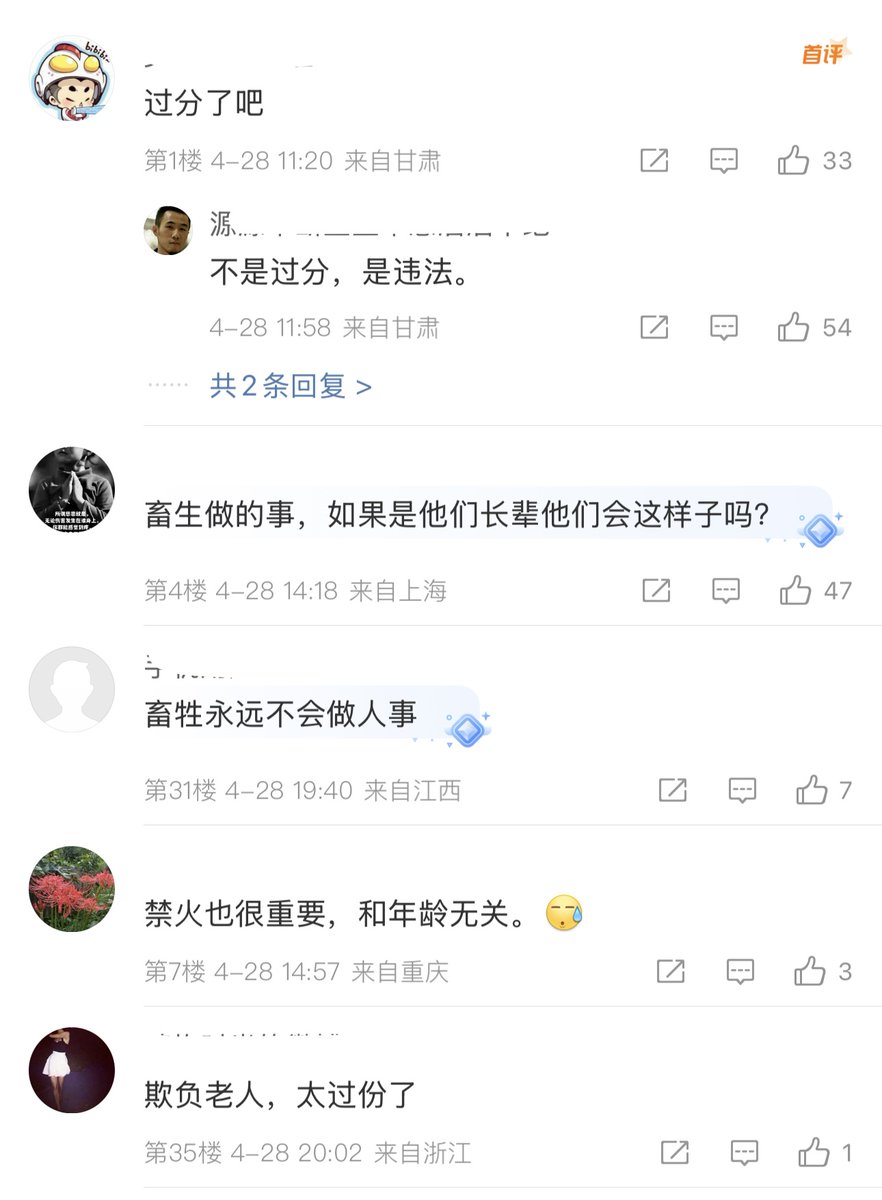 bibibi~
首评
过分了吧
第1楼 4-28 11:20 来自甘肃
33
不是过分，是违法。
4-28 11:58 来自甘肃
54
共2条回复 >
畜生做的事，如果是他们长辈他们会这样子吗？
第4楼 4-28 14:18 来自上海
47
畜牲永远不会做人事
第31楼 4-28 19:40 来自江西
7
禁火也很重要，和年龄无关。
第7楼 4-28 14:57 来自重庆
3
欺负老人，太过份了
第35楼 4-28 20:02 来自浙江
1